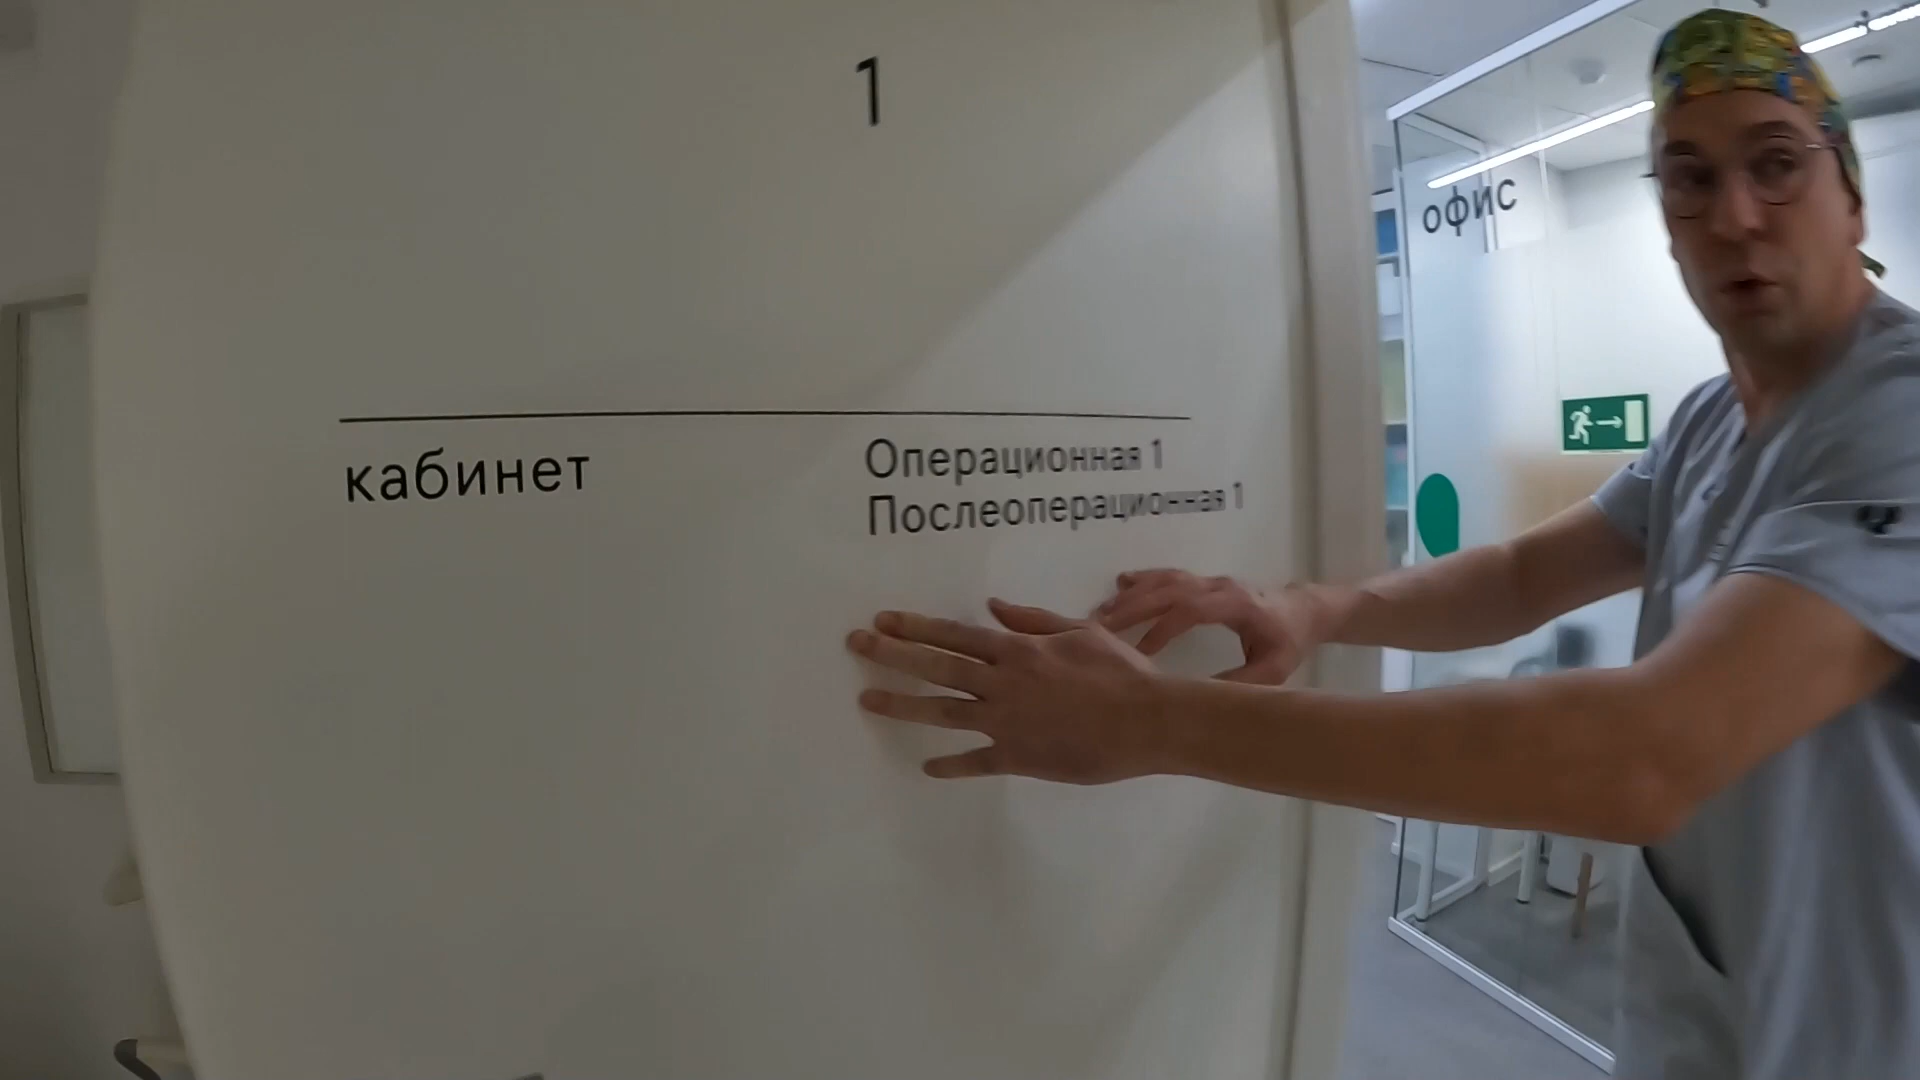 1
кабинет
Операционная 1
Послеоперационная 1
офис